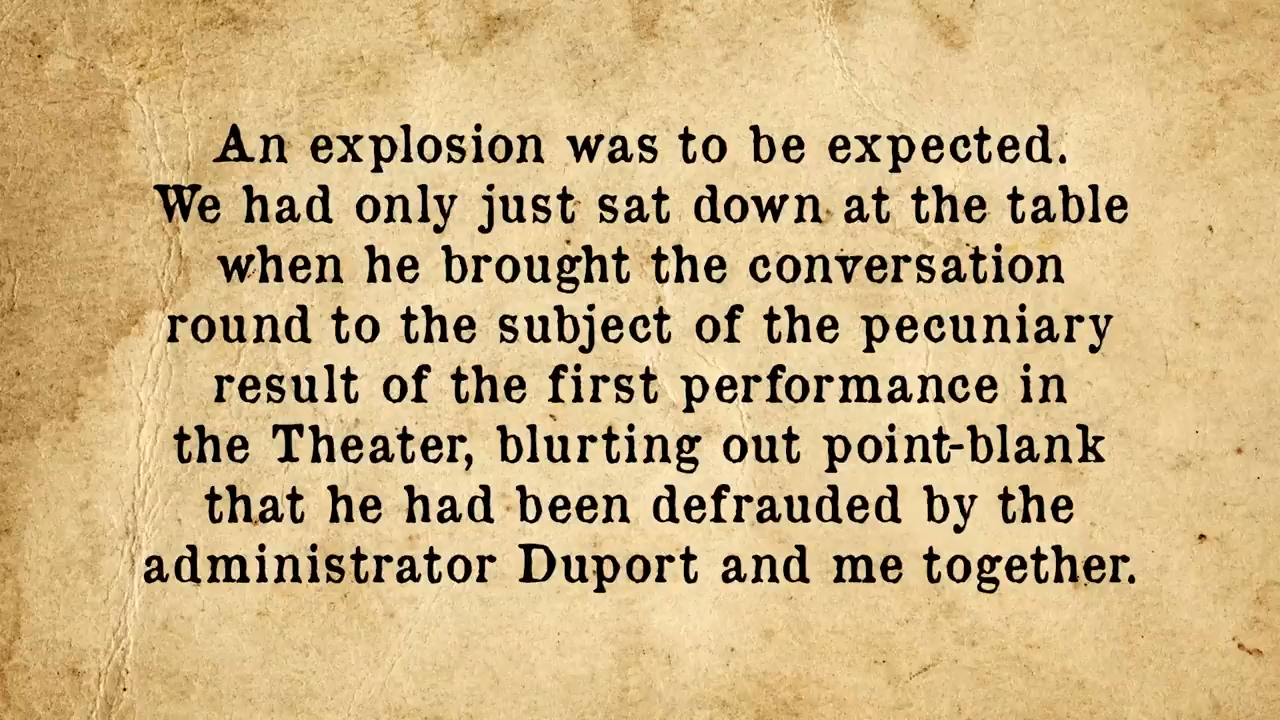 An explosion was to be expected.
We had only just sat down at the table
when he brought the conversation
round to the subject of the pecuniary
result of the first performance in
the Theater, blurting out point-blank
that he had been defrauded by the
administrator Duport and me together.